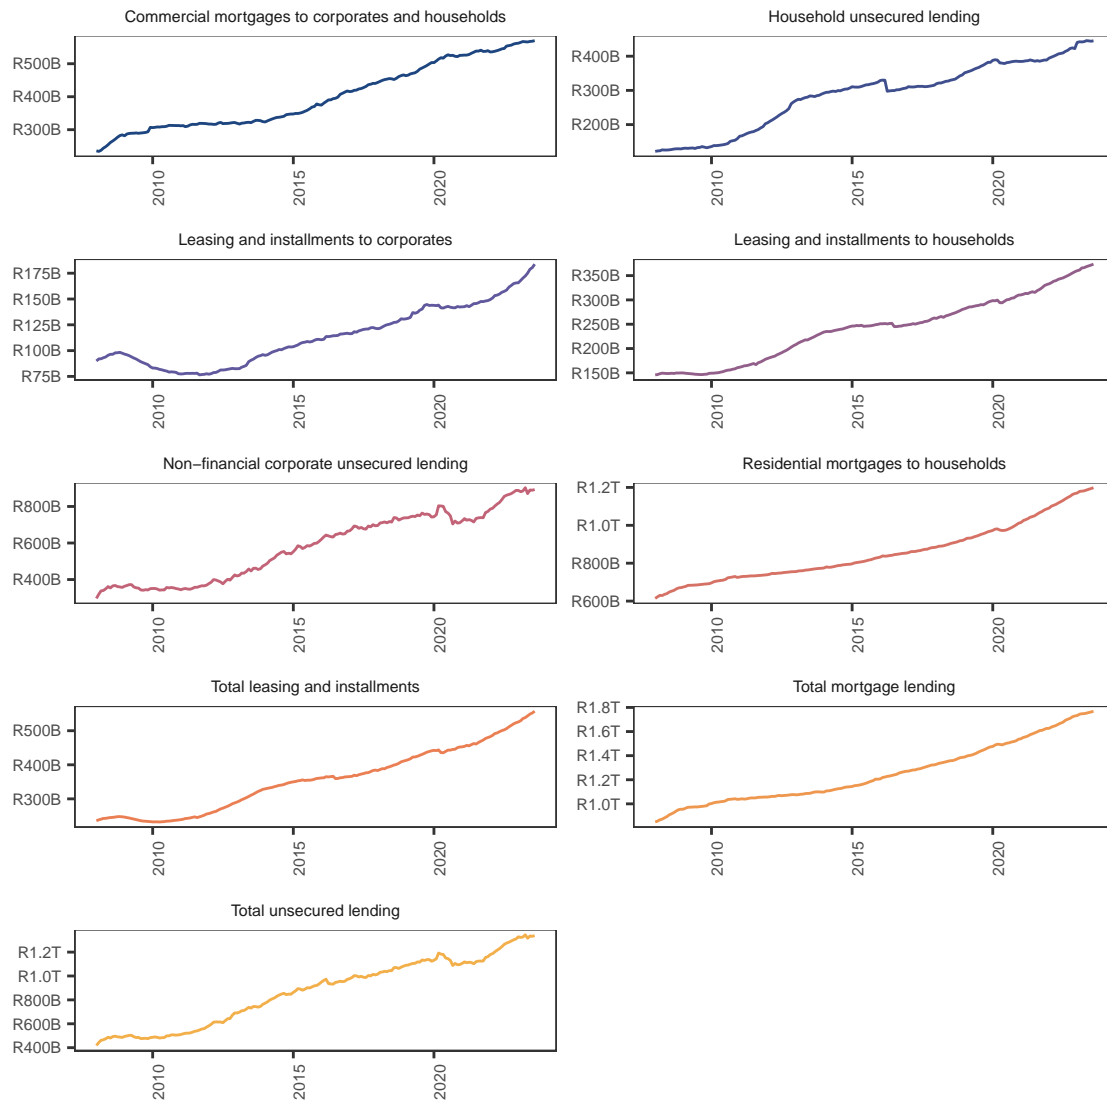 Commercial mortgages to corporates and households
R500B
R400B
R300B
2010
2015
2020
Household unsecured lending
R400B
R300B
R200B
2010
2015
2020
Leasing and installments to corporates
R175B
R150B
R125B
R100B
R75B
2010
2015
2020
Leasing and installments to households
R350B
R300B
R250B
R200B
R150B
2010
2015
2020
Non−financial corporate unsecured lending
R800B
R600B
R400B
2010
2015
2020
Residential mortgages to households
R1.2T
R1.0T
R800B
R600B
2010
2015
2020
Total leasing and installments
R500B
R400B
R300B
2010
2015
2020
Total mortgage lending
R1.8T
R1.6T
R1.4T
R1.2T
R1.0T
2010
2015
2020
Total unsecured lending
R1.2T
R1.0T
R800B
R600B
R400B
2010
2015
2020